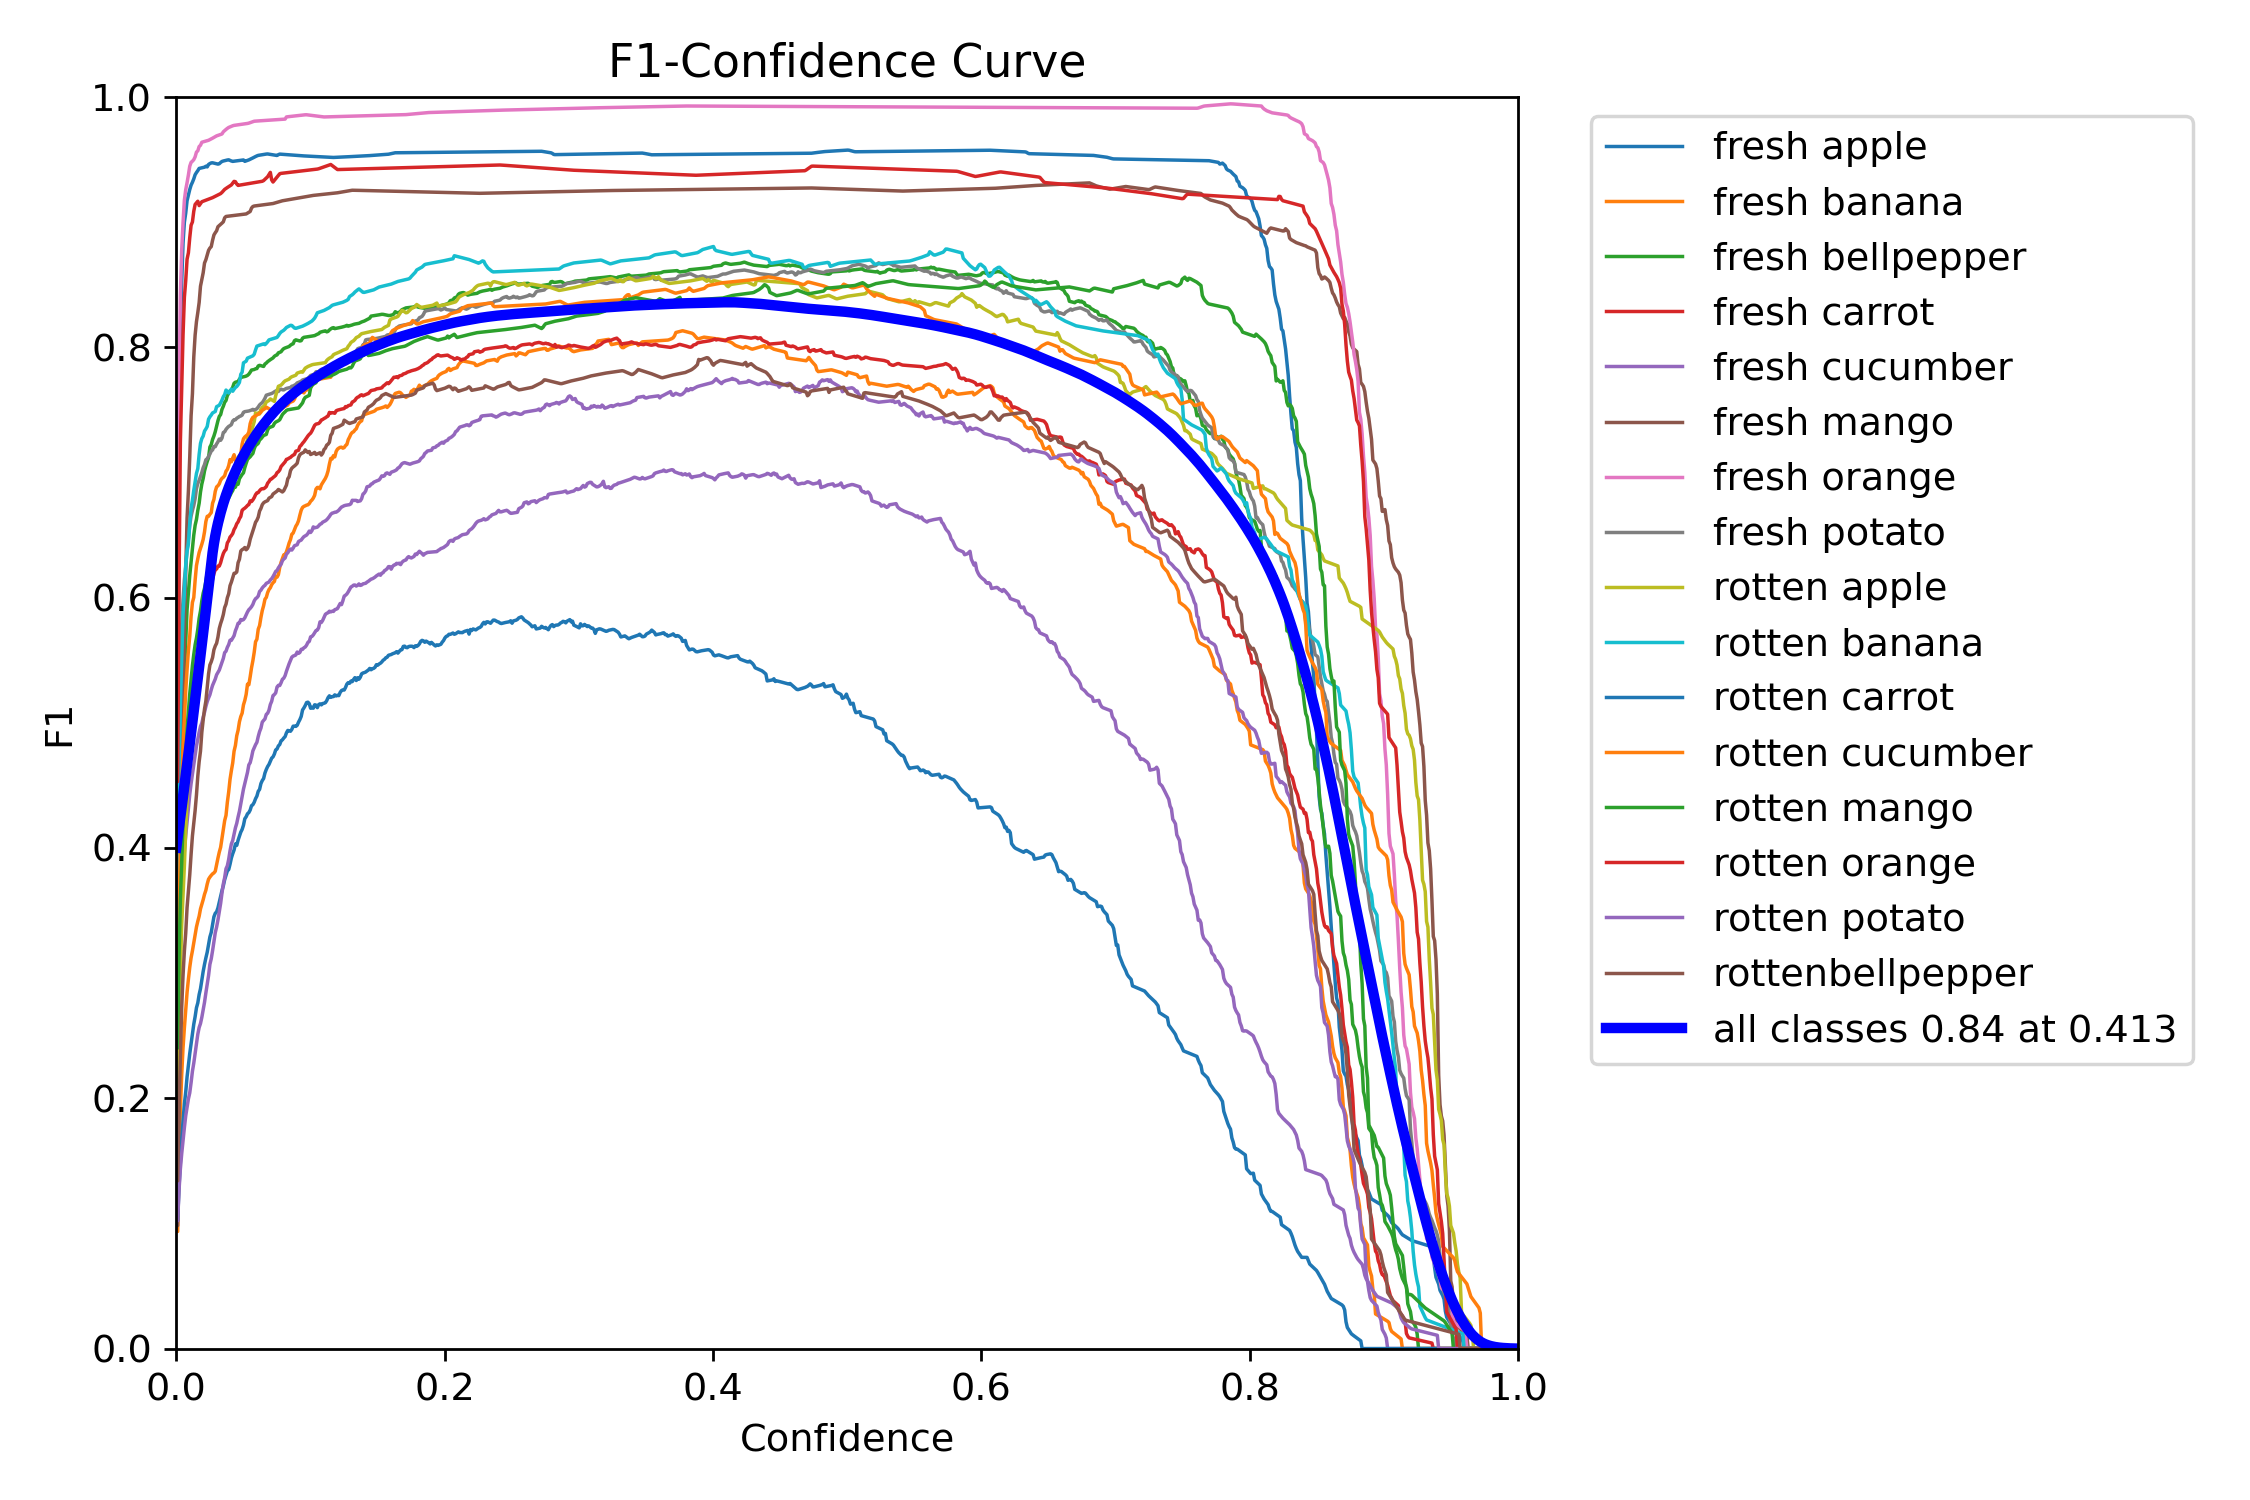 F1-Confidence Curve
1.0
0.8
0.6
0.4
0.2
0.0
F1
0.0 0.2 0.4 0.6 0.8 1.0
Confidence
fresh apple
fresh banana
fresh bellpepper
fresh carrot
fresh cucumber
fresh mango
fresh orange
fresh potato
rotten apple
rotten banana
rotten carrot
rotten cucumber
rotten mango
rotten orange
rotten potato
rottenbellpepper
all classes 0.84 at 0.413